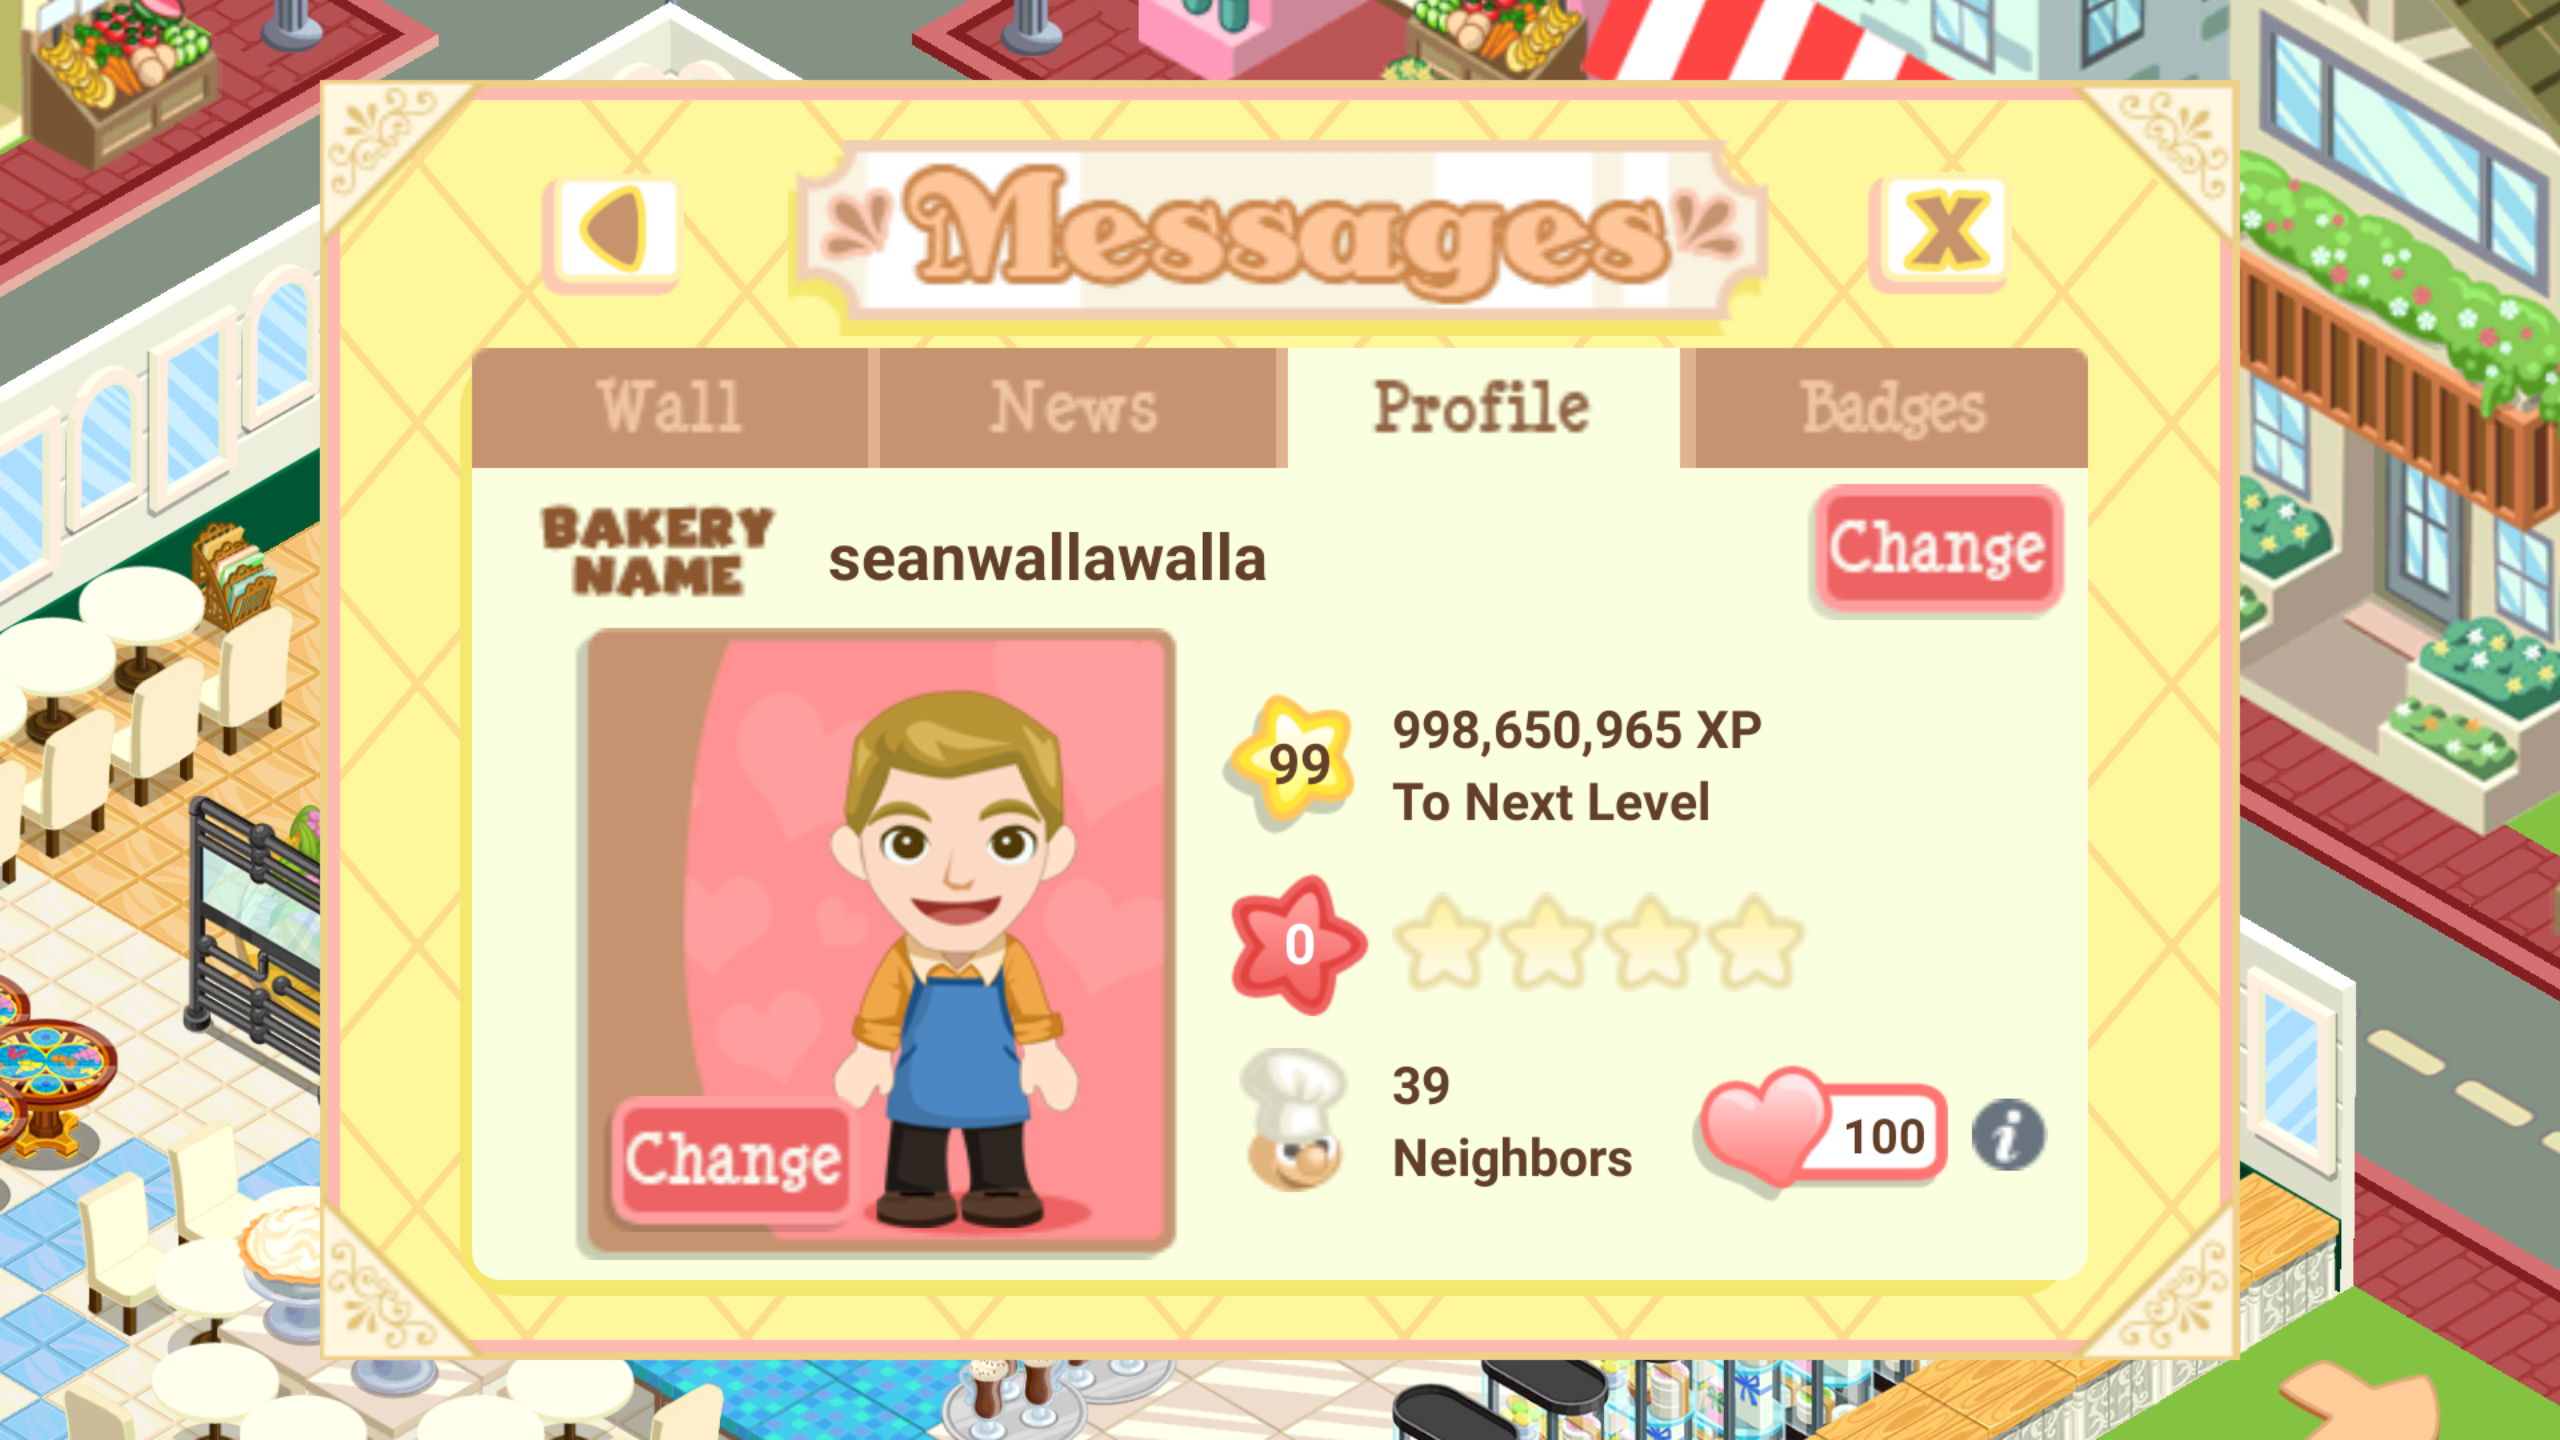 Messages
X
Wall
News
Profile
Badges
BAKERY
NAME
seanwallawalla
Change
99
998,650,965 XP
To Next Level
0
39
Neighbors
100
i
Change